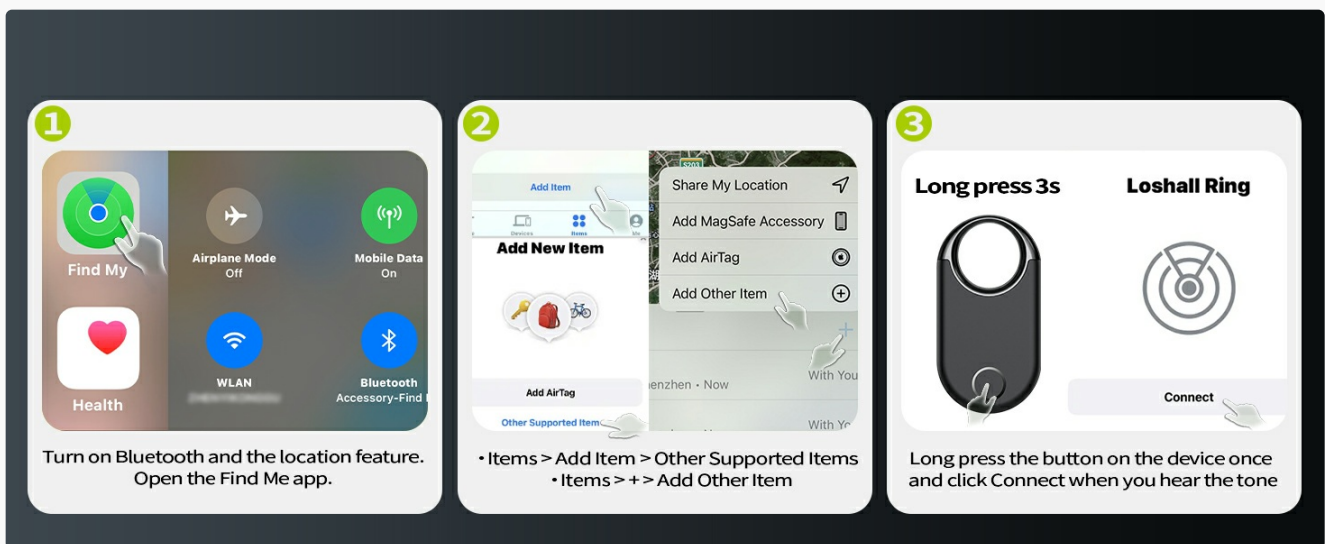 1
Find My
Health
Airplane Mode
Off
Mobile Data
On
WLAN
Bluetooth
Accessory-Find
Turn on Bluetooth and the location feature.
Open the Find Me app.
2
Add Item
Devices
Items
Me
Add New Item
Add AirTag
Other Supported Item
S203
Share My Location
Add MagSafe Accessory
Add AirTag
Add Other Item
enzhen • Now
With You
With Yo
• Items > Add Item > Other Supported Items
• Items > + > Add Other Item
3
Long press 3s
Loshall Ring
Connect
Long press the button on the device once
and click Connect when you hear the tone